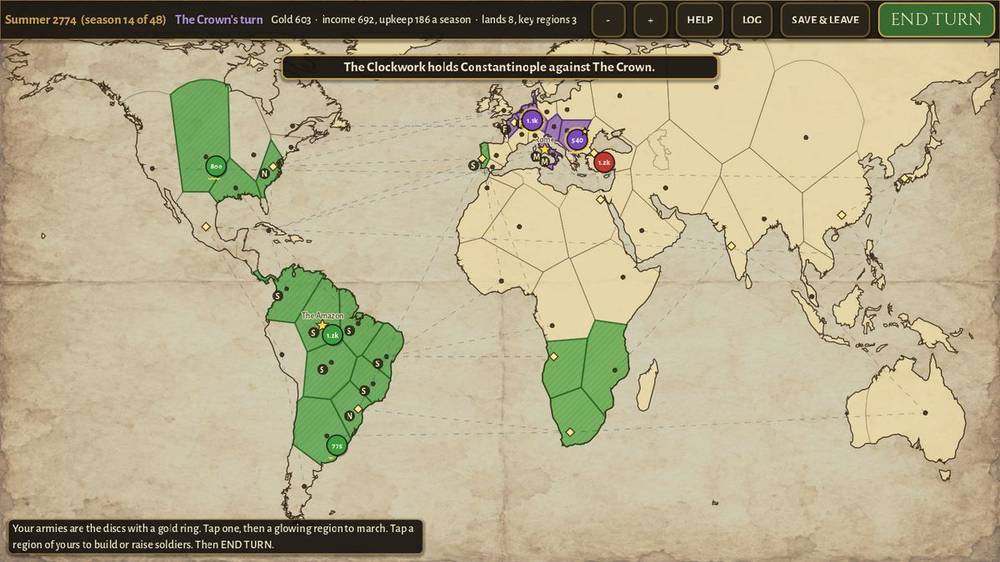 Summer 2774 (season 14 of 48) The Crown's turn Gold 603 · income 692, upkeep 186 a season · lands 8, key regions 3 - + HELP LOG SAVE & LEAVE END TURN
The Clockwork holds Constantinople against The Crown.
1.1k
540
M M
1.2k
S
800
N
S
The Amazon
S 1.2k S
S
S
S
N
775
Your armies are the discs with a gold ring. Tap one, then a glowing region to march. Tap a
region of yours to build or raise soldiers. Then END TURN.